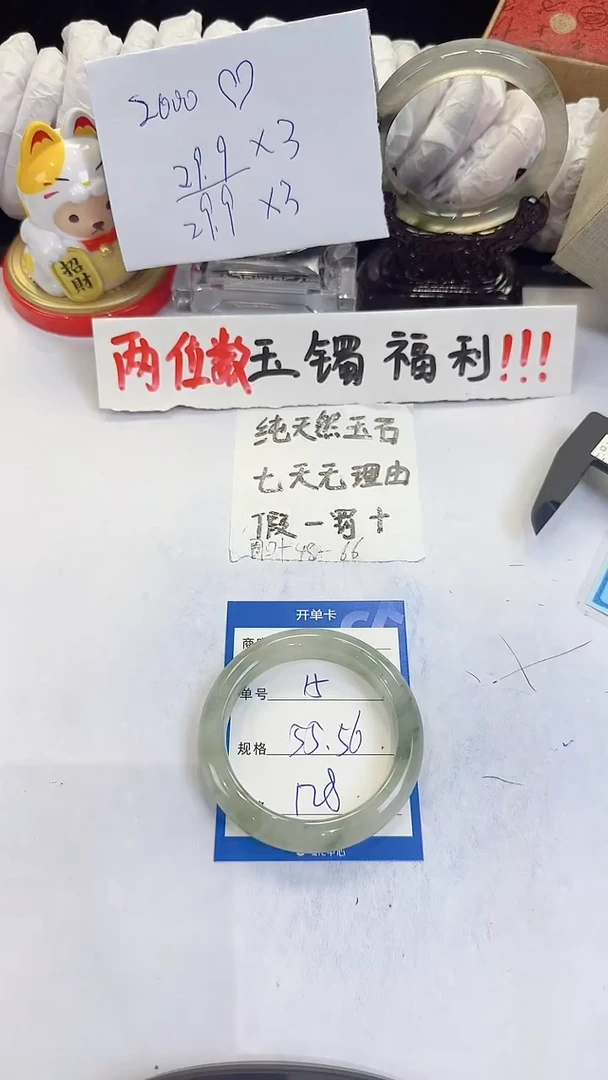 2000 ♡
29.9 ×3
29.9 ×3
招財
两位数玉镯福利!!!
纯天然玉石
七天无理由
假一罚十
开单卡
单号 15
规格 55.56
128